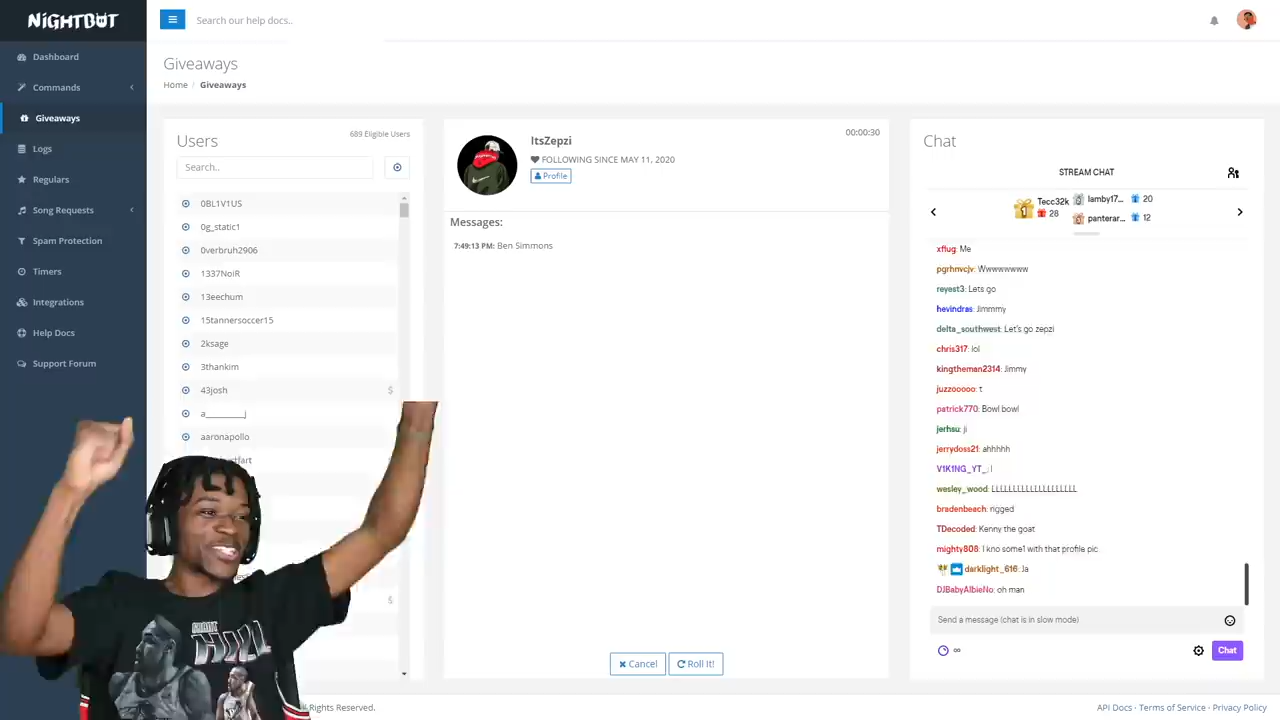 NiGHTBOT
Search our help docs..
Dashboard
Commands
Giveaways
Logs
Regulars
Song Requests
Spam Protection
Timers
Integrations
Help Docs
Support Forum
Giveaways
Home / Giveaways
Users
689 Eligible Users
Search..
0BL1V1US
0g_static1
0verbruh2906
1337NoiR
13eechum
15tannersoccer15
2ksage
3thankim
43josh $
a_________j
aaronapollo
$
ItsZepzi
00:00:30
FOLLOWING SINCE MAY 11, 2020
Profile
Messages:
7:49:13 PM: Ben Simmons
Cancel
Roll It!
Chat
STREAM CHAT
Tecc32k 28
lamby17... 20
panterar... 12
xflug: Me
pgrhnvcjv: Wwwwwwww
reyest3: Lets go
hevindras: Jimmmy
delta_southwest: Let's go zepzi
chris317: lol
kingtheman2314: Jimmy
juzzooooo: t
patrick770: Bowl bowl
jerhsu: ji
jerrydoss21: ahhhhh
V1K1NG_YT_: l
bradenbeach: rigged
TDecoded: Kenny the goat
mighty808: I kno some1 with that profile pic
darklight_616: Ja
DJBabyAlbieNo: oh man
Send a message (chat is in slow mode)
∞
Chat
Rights Reserved.
API Docs · Terms of Service · Privacy Policy